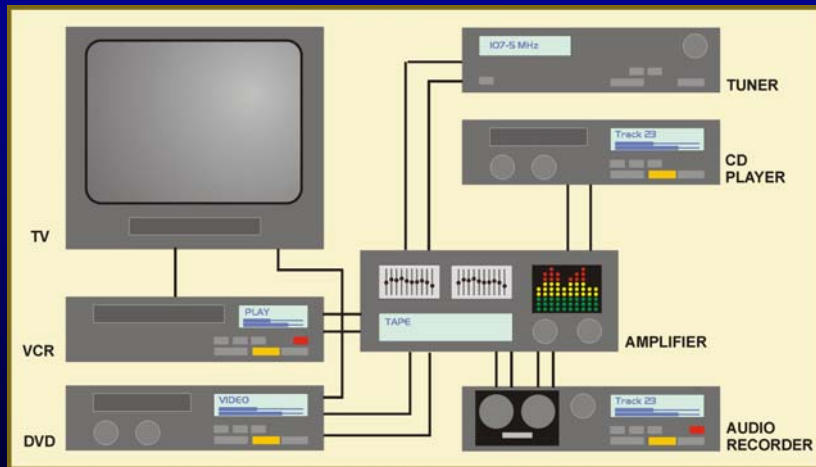 107-5 MHz
TUNER
Track 23
CD
PLAYER
TV
PLAY
VCR
TAPE
AMPLIFIER
VIDEO
DVD
Track 23
AUDIO
RECORDER